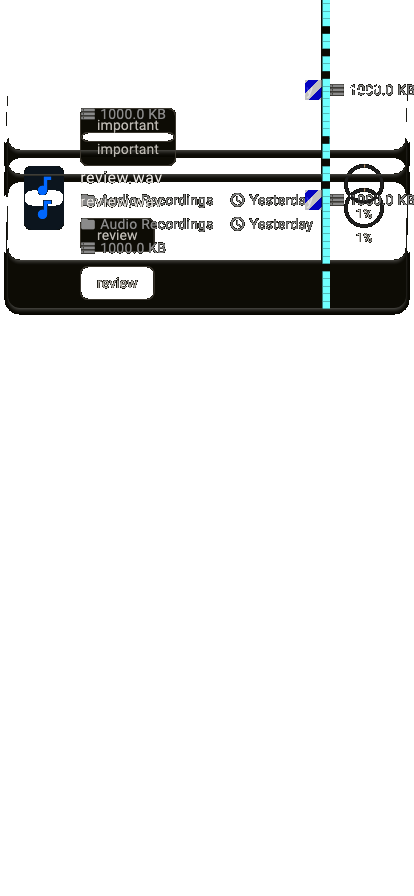 1000.0 KB
1000.0 KB
important
important
review.wav
review.wav
Audio Recordings Yesterday 1000.0 KB
1%
Audio Recordings Yesterday
review
1%
1000.0 KB
review